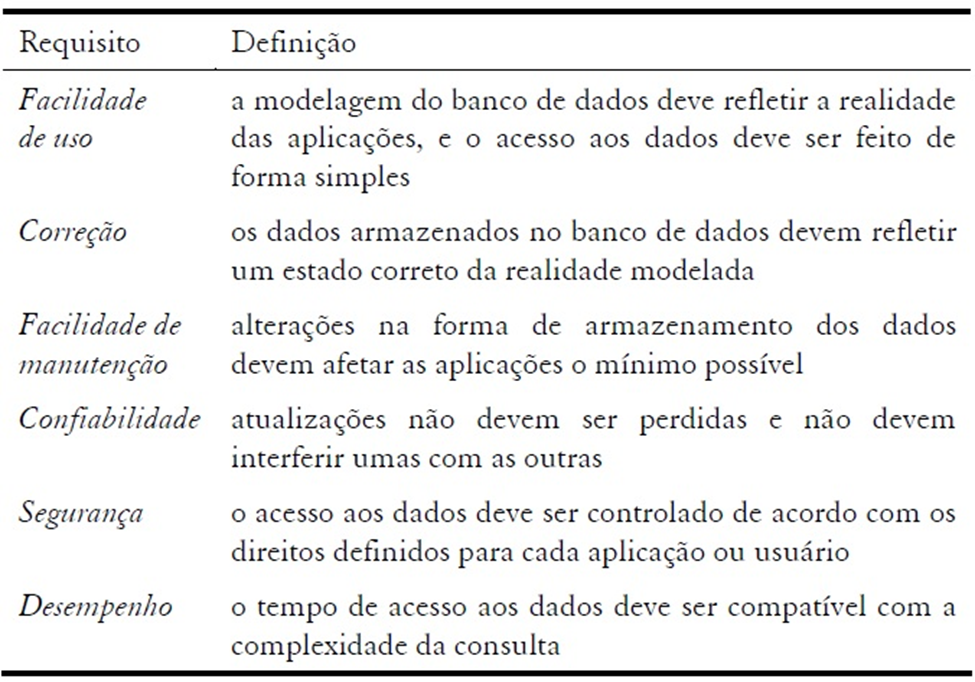 Requisito Definição
Facilidade a modelagem do banco de dados deve refletir a realidade
de uso das aplicações, e o acesso aos dados deve ser feito de
forma simples
Correção os dados armazenados no banco de dados devem refletir
um estado correto da realidade modelada
Facilidade de alterações na forma de armazenamento dos dados
manutenção devem afetar as aplicações o mínimo possível
Confiabilidade atualizações não devem ser perdidas e não devem
interferir umas com as outras
Segurança o acesso aos dados deve ser controlado de acordo com os
direitos definidos para cada aplicação ou usuário
Desempenho o tempo de acesso aos dados deve ser compatível com a
complexidade da consulta